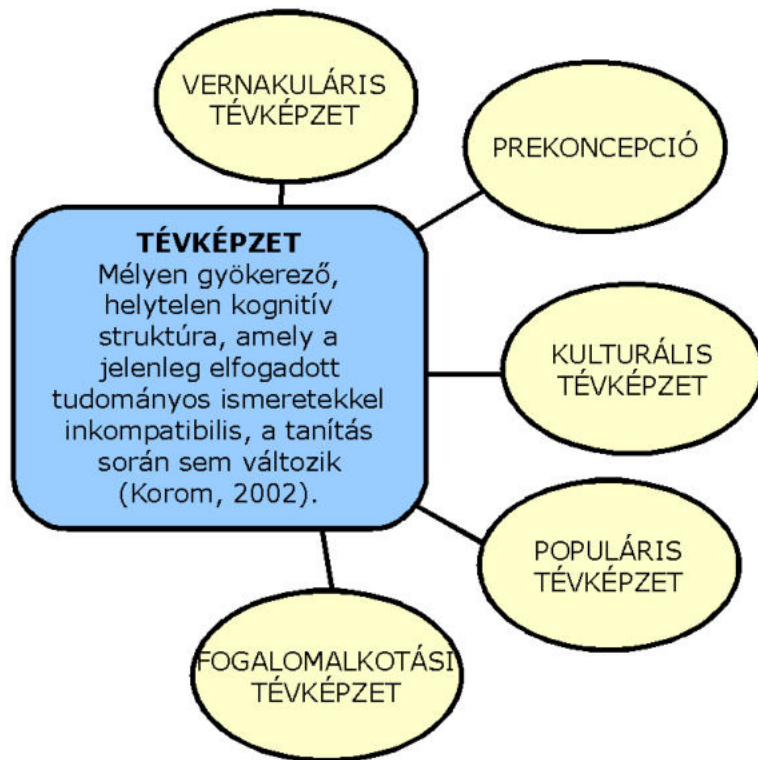 VERNAKULÁRIS
TÉVKÉPZET
PREKONCEPCIÓ
TÉVKÉPZET
Mélyen gyökerező,
helytelen kognitív
struktúra, amely a
jelenleg elfogadott
tudományos ismeretekkel
inkompatibilis, a tanítás
során sem változik
(Korom, 2002).
KULTURÁLIS
TÉVKÉPZET
POPULÁRIS
TÉVKÉPZET
FOGALOMALKOTÁSI
TÉVKÉPZET